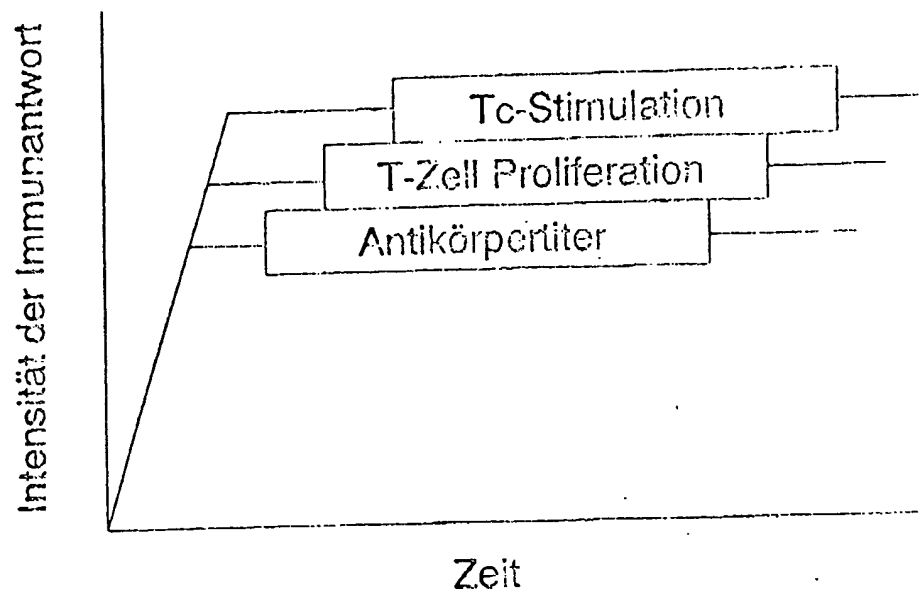 Intensität der Immunantwort
Tc-Stimulation
T-Zell Proliferation
Antikörpertiter
Zeit